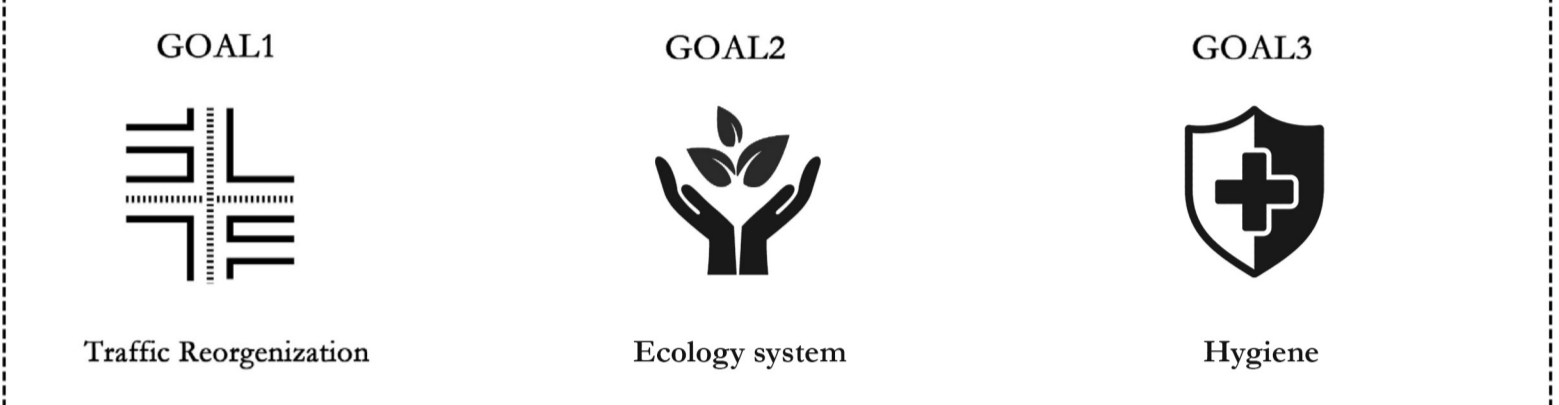 GOAL1
GOAL2
GOAL3
Traffic Reorgenization
Ecology system
Hygiene